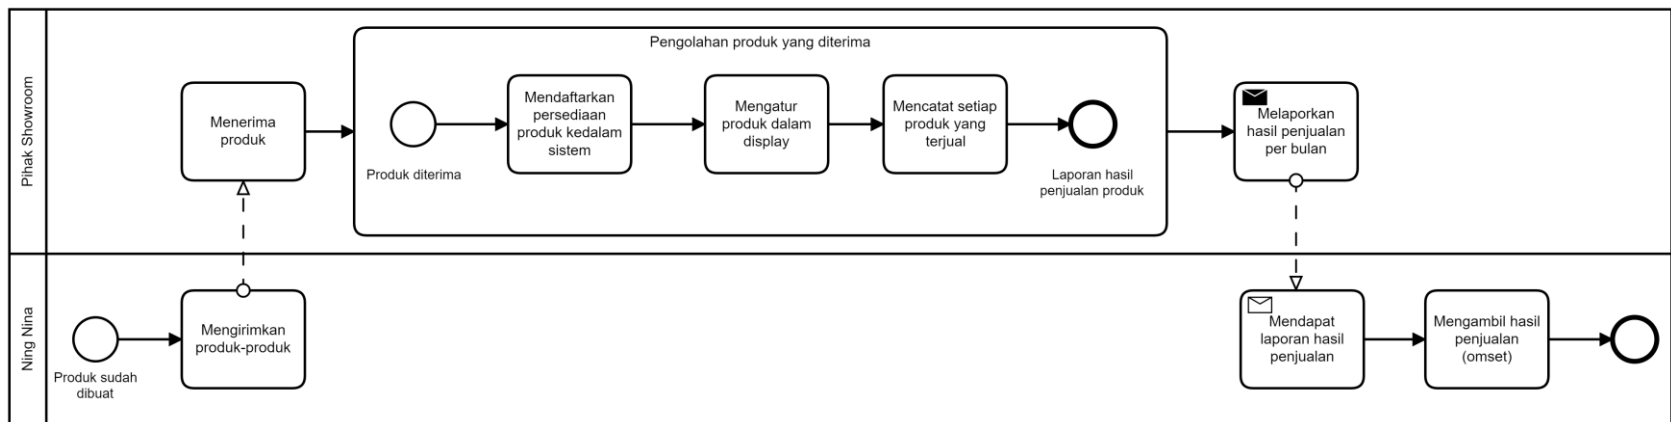 Pihak Showroom
Menerima
produk
Pengolahan produk yang diterima
Produk diterima
Mendaftarkan
persediaan
produk kedalam
sistem
Mengatur
produk dalam
display
Mencatat setiap
produk yang
terjual
Laporan hasil
penjualan produk
Melaporkan
hasil penjualan
per bulan
Ning Nina
Produk sudah
dibuat
Mengirimkan
produk-produk
Mendapat
laporan hasil
penjualan
Mengambil hasil
penjualan
(omset)